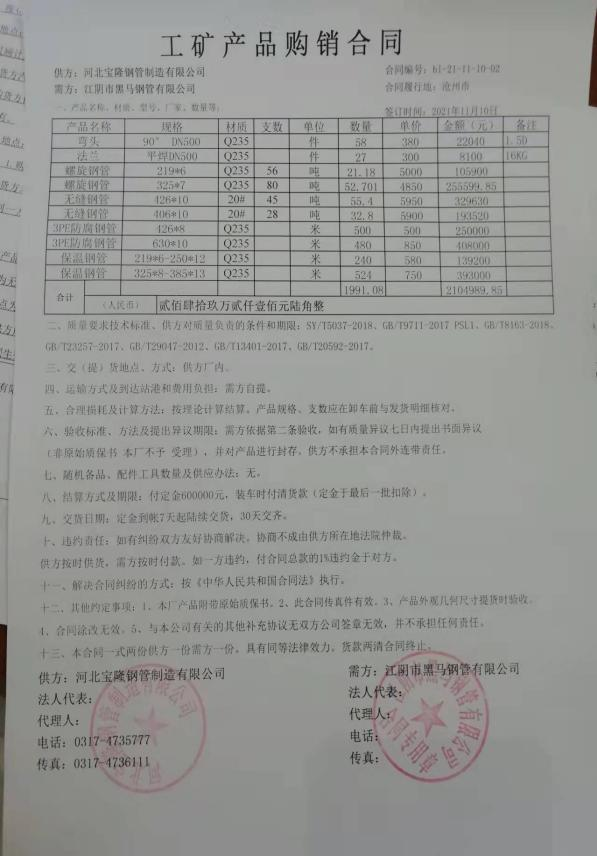 工矿产品购销合同
供方：河北宝隆钢管制造有限公司 合同编号：bl-21-11-10-02
需方：江阴市黑马钢管有限公司 合同履行地：沧州市
一、产品名称、材质、型号、厂家、数量等： 签订时间：2021年11月10日
产品名称 规格 材质 支数 单位 数量 单价 金额（元） 备注
弯头 90° DN500 Q235 件 58 380 22040 1.5D
法兰 平焊DN500 Q235 件 27 300 8100 16KG
螺旋钢管 219*6 Q235 56 吨 21.18 5000 105900
螺旋钢管 325*7 Q235 80 吨 52.701 4850 255599.85
无缝钢管 426*10 20# 45 吨 55.4 5950 329630
无缝钢管 406*10 20# 28 吨 32.8 5900 193520
3PE防腐钢管 426*8 Q235 米 500 500 250000
3PE防腐钢管 630*10 Q235 米 480 850 408000
保温钢管 219*6-250*12 Q235 米 240 580 139200
保温钢管 325*8-385*13 Q235 米 524 750 393000
1991.08 2104989.85
合计 （人民币） 贰佰肆拾玖万贰仟壹佰元陆角整
二、质量要求技术标准、供方对质量负责的条件和期限：SY/T5037-2018、GB/T9711-2017 PSL1、GB/T8163-2018、
GB/T23257-2017、GB/T29047-2012、GB/T13401-2017、GB/T20592-2017。
三、交（提）货地点、方式：供方厂内。
四、运输方式及到达站港和费用负担：需方自提。
五、合理损耗及计算方法：按理论计算结算。产品规格、支数应在卸车前与发货明细核对。
六、验收标准、方法及提出异议期限：需方依据第二条验收，如有质量异议七日内提出书面异议
（非原始质保书 本厂不予 受理），并对产品进行封存。供方不承担本合同外连带责任。
七、随机备品、配件工具数量及供应办法：无。
八、结算方式及期限：付定金600000元，装车时付清货款（定金于最后一批扣除）。
九、交货日期：定金到帐7天起陆续交货，30天交齐。
十、违约责任：如有纠纷双方友好协商解决。协商不成由供方所在地法院仲裁。
供方按时供货，需方按时付款。如一方违约，付合同总款的1%违约金于对方。
十一、解决合同纠纷的方式：按《中华人民共和国合同法》执行。
十二、其他约定事项：1、本厂产品附带原始质保书。2、此合同传真件有效。3、产品外观几何尺寸提货时验收。
4、合同涂改无效。5、与本公司有关的其他补充协议无双方公司签章无效，并不承担任何责任。
十三、本合同一式两份供方一份需方一份。具有同等法律效力，货款两清合同终止。
供方：河北宝隆钢管制造有限公司 需方：江阴市黑马钢管有限公司
法人代表： 法人代表：
代理人： 代理人：
电话：0317-4735777 电话：
传真：0317-4736111 传真：